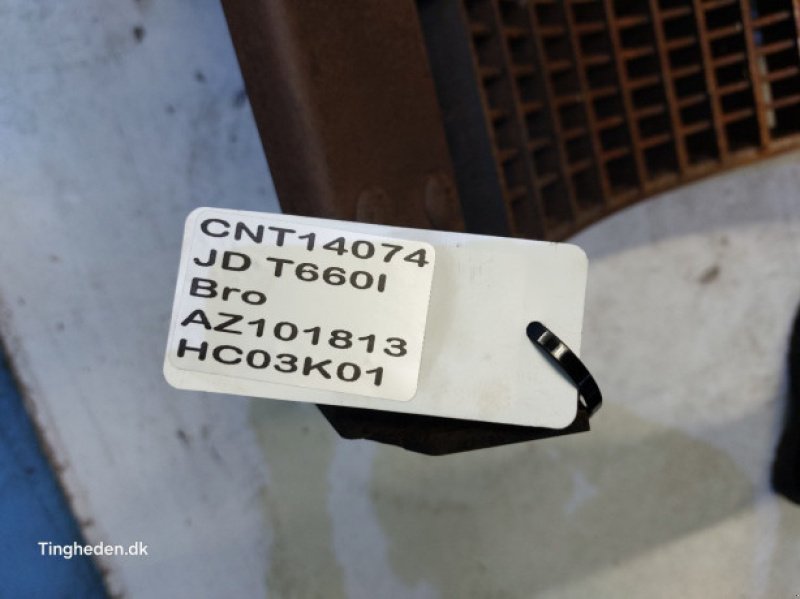 CNT14074
JD T660I
Bro
AZ101813
HC03K01
Tingheden.dk